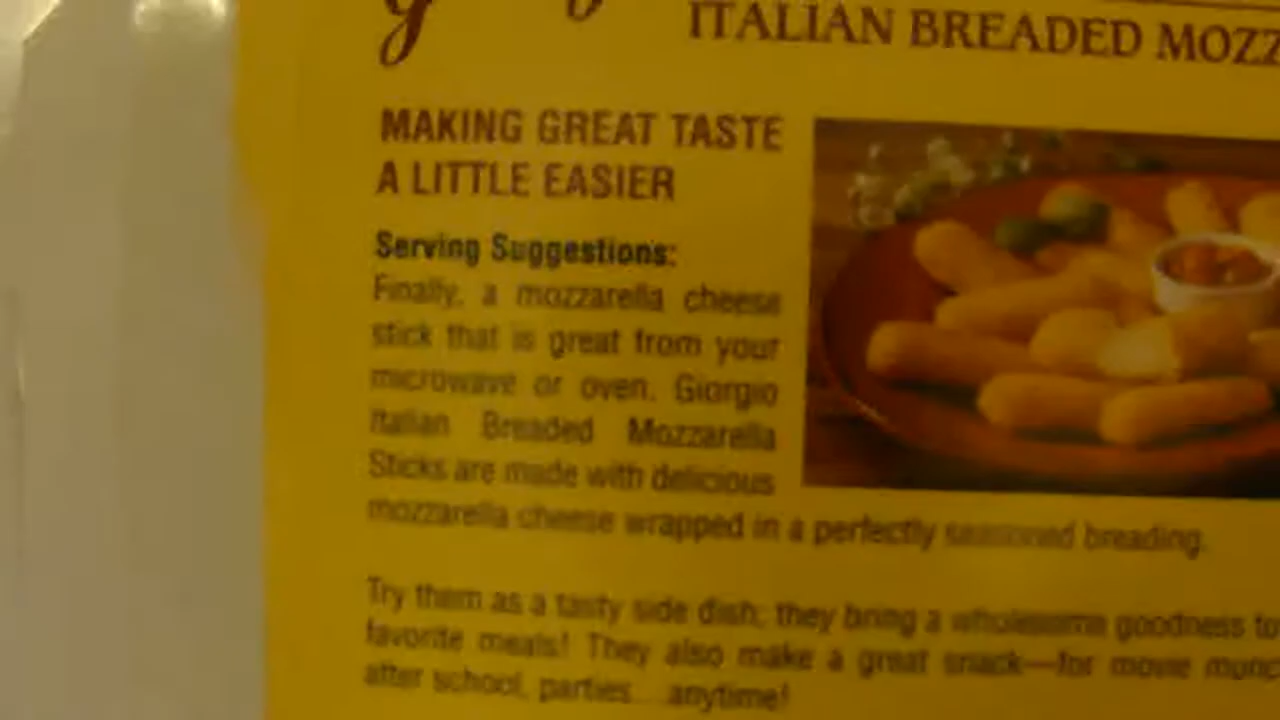 ITALIAN BREADED MOZZ
MAKING GREAT TASTE
A LITTLE EASIER
Serving Suggestions:
Finally, a mozzarella cheese
stick that is great from your
microwave or oven. Giorgio
Italian Breaded Mozzarella
Sticks are made with delicious
mozzarella cheese wrapped in a perfectly seasoned breading.
Try them as a tasty side dish; they bring a wholesome goodness to
favorite meals! They also make a great snack—for movie munc
after school, parties...anytime!